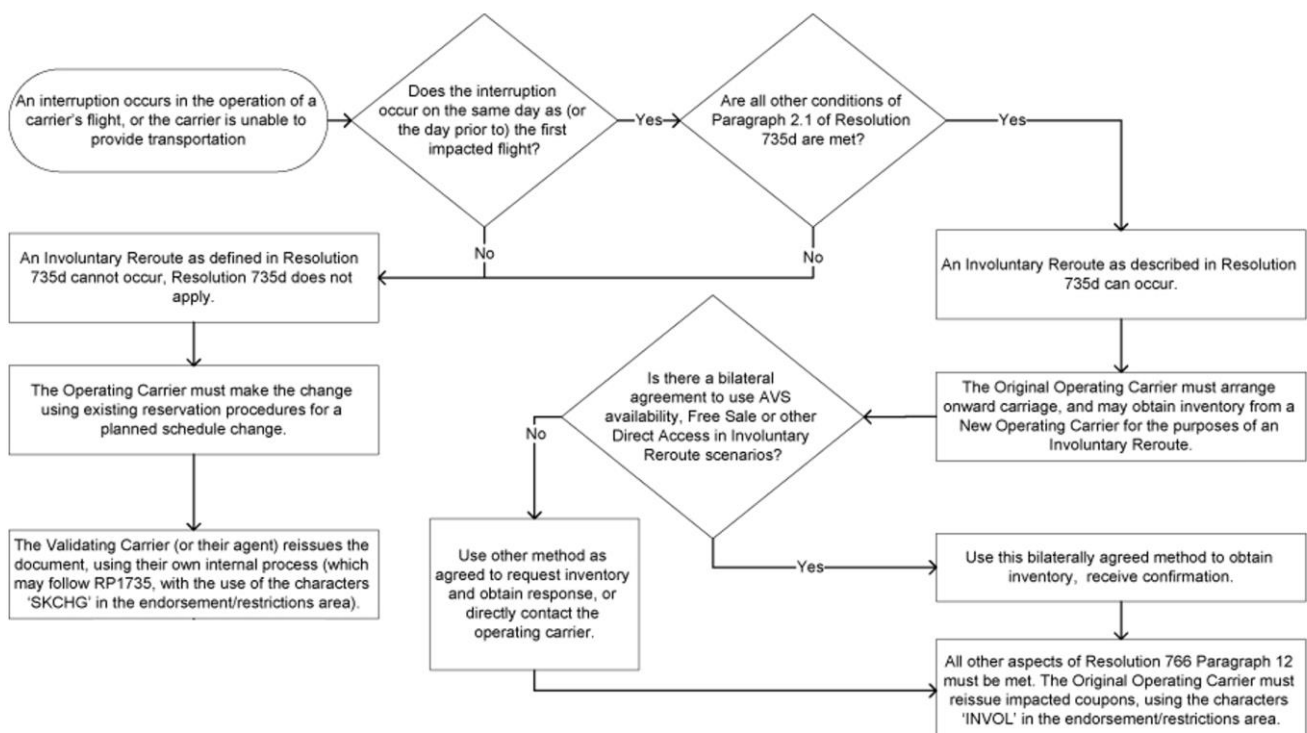 An interruption occurs in the operation of a
carrier's flight, or the carrier is unable to
provide transportation
Does the interruption
occur on the same day as (or
the day prior to) the first
impacted flight?
Yes
Are all other conditions of
Paragraph 2.1 of Resolution
735d are met?
Yes
No
No
An Involuntary Reroute as defined in Resolution
735d cannot occur, Resolution 735d does not
apply.
An Involuntary Reroute as described in Resolution
735d can occur.
The Operating Carrier must make the change
using existing reservation procedures for a
planned schedule change.
Is there a bilateral
agreement to use AVS
availability, Free Sale or other
Direct Access in Involuntary
Reroute scenarios?
The Original Operating Carrier must arrange
onward carriage, and may obtain inventory from a
New Operating Carrier for the purposes of an
Involuntary Reroute.
No
The Validating Carrier (or their agent) reissues the
document, using their own internal process (which
may follow RP1735, with the use of the characters
‘SKCHG’ in the endorsement/restrictions area).
Use other method as
agreed to request inventory
and obtain response, or
directly contact the
operating carrier.
Yes
Use this bilaterally agreed method to obtain
inventory, receive confirmation.
All other aspects of Resolution 766 Paragraph 12
must be met. The Original Operating Carrier must
reissue impacted coupons, using the characters
‘INVOL’ in the endorsement/restrictions area.